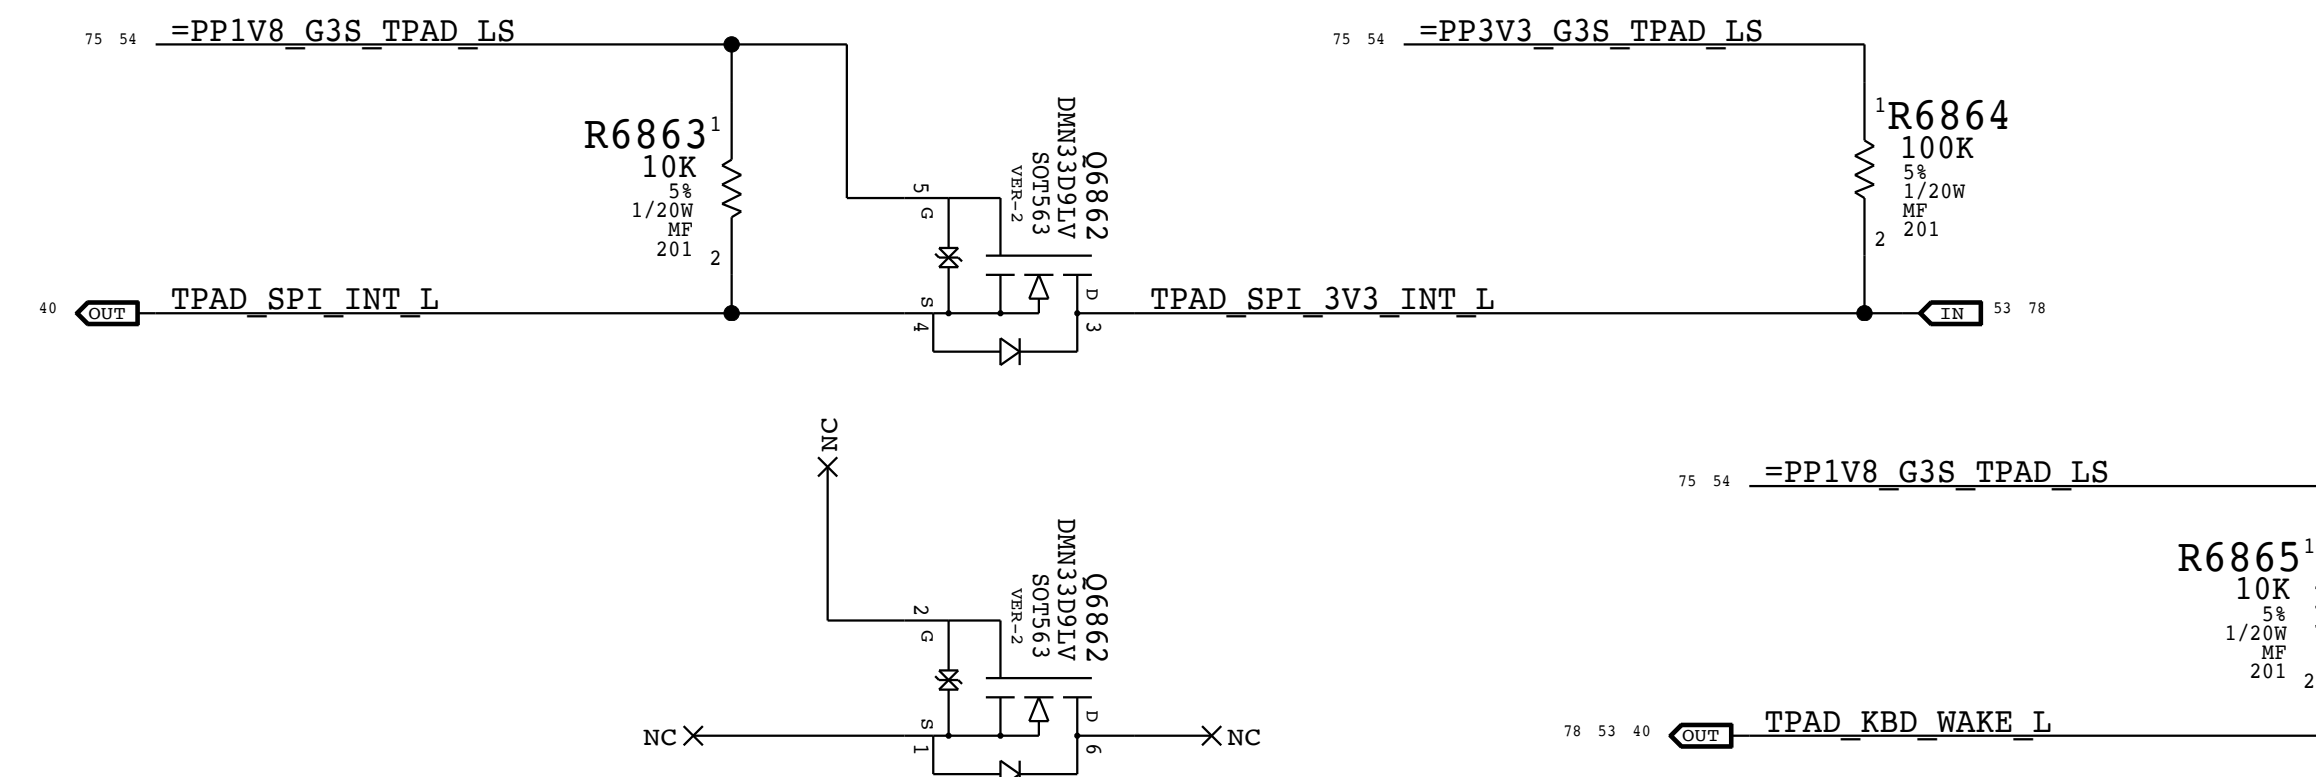 75 54 =PP1V8_G3S_TPAD_LS
75 54 =PP3V3_G3S_TPAD_LS
R6863 1
10K
5%
1/20W
MF
201
2
5
G
Q6862
DMN33D9LV
SOT563
VER-2
S
4
D
3
1 R6864
100K
5%
1/20W
MF
201
2
40 OUT TPAD_SPI_INT_L
TPAD_SPI_3V3_INT_L
IN 53 78
NC
2
G
Q6862
DMN33D9LV
SOT563
VER-2
S
1
D
6
NC
NC
75 54 =PP1V8_G3S_TPAD_LS
R6865 1
10K
5%
1/20W
MF
201
2
78 53 40 OUT TPAD_KBD_WAKE_L